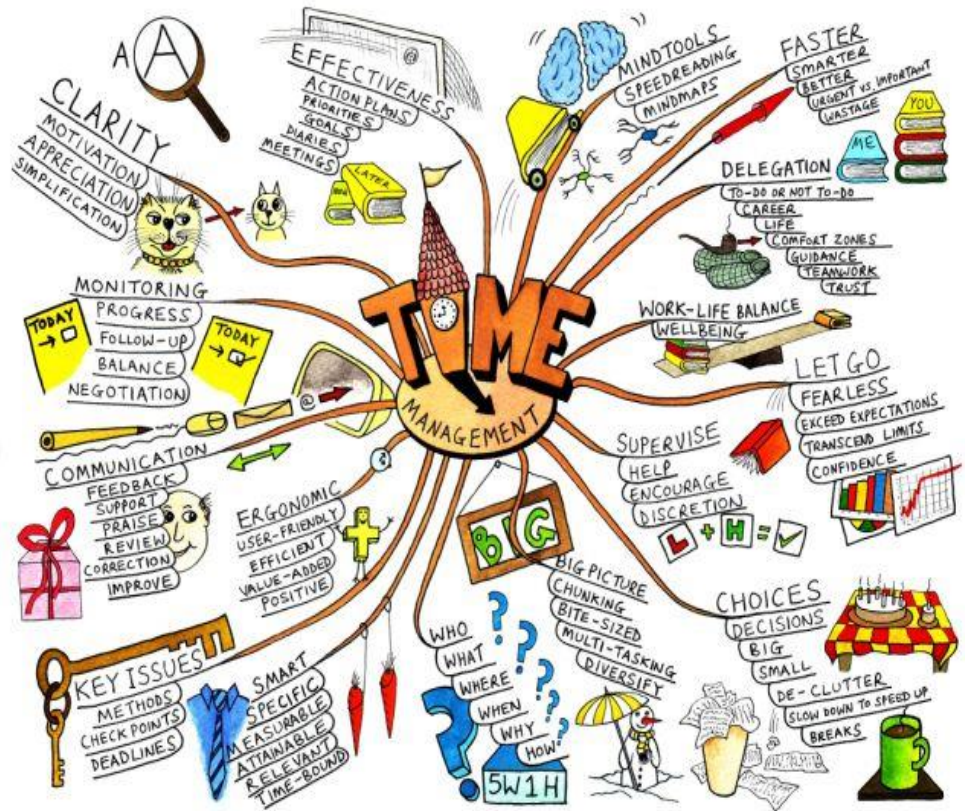 TIME
MANAGEMENT
A A
CLARITY
MOTIVATION
APPRECIATION
SIMPLIFICATION
@
EFFECTIVENESS
ACTION PLANS
PRIORITIES
GOALS
DIARIES
MEETINGS
NOW
LATER
MINDTOOLS
SPEEDREADING
MINDMAPS
FASTER
SMARTER
BETTER
URGENT VS. IMPORTANT
WASTAGE
YOU
ME
DELEGATION
TO-DO OR NOT TO-DO
CAREER
LIFE
COMFORT ZONES
GUIDANCE
TEAMWORK
TRUST
WORK-LIFE BALANCE
WELLBEING
LET GO
FEARLESS
EXCEED EXPECTATIONS
TRANSCEND LIMITS
CONFIDENCE
SUPERVISE
HELP
ENCOURAGE
DISCRETION
L + H = ✓
CHOICES
DECISIONS
BIG
SMALL
DE-CLUTTER
SLOW DOWN TO SPEED UP
BREAKS
BIG
BIG PICTURE
CHUNKING
BITE-SIZED
MULTI-TASKING
DIVERSIFY
WHO
WHAT
WHERE
WHEN
WHY
HOW
? ? ? ? ? ?
5W1H
SMART
SPECIFIC
MEASURABLE
ATTAINABLE
RELEVANT
TIME-BOUND
KEY ISSUES
METHODS
CHECK POINTS
DEADLINES
ERGONOMIC
USER-FRIENDLY
EFFICIENT
VALUE-ADDED
POSITIVE
COMMUNICATION
FEEDBACK
SUPPORT
PRAISE
REVIEW
CORRECTION
IMPROVE
@
MONITORING
PROGRESS
FOLLOW-UP
BALANCE
NEGOTIATION
TODAY
TODAY